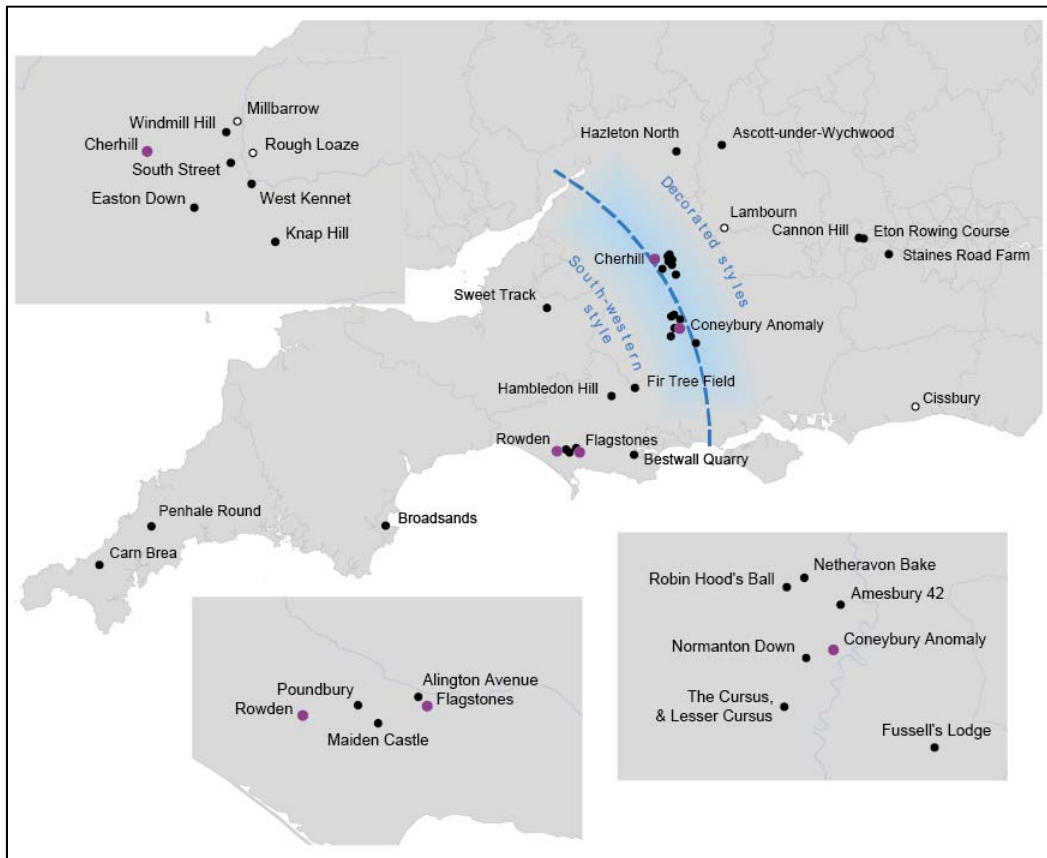 Millbarrow
Windmill Hill
Cherhill
Rough Loaze
South Street
West Kennet
Easton Down
Knap Hill
Hazleton North
Ascott-under-Wychwood
Decorated styles
Lambourn
Cannon Hill
Eton Rowing Course
Staines Road Farm
Cherhill
South-western
style
Sweet Track
Coneybury Anomaly
Hambledon Hill
Fir Tree Field
Cissbury
Rowden
Flagstones
Bestwall Quarry
Penhale Round
Broadsands
Carn Brea
Netheravon Bake
Robin Hood's Ball
Amesbury 42
Normanton Down
Coneybury Anomaly
The Cursus,
& Lesser Cursus
Fussell's Lodge
Alington Avenue
Poundbury
Flagstones
Rowden
Maiden Castle